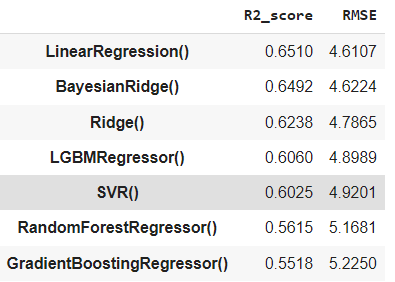 R2_score RMSE
LinearRegression() 0.6510 4.6107
BayesianRidge() 0.6492 4.6224
Ridge() 0.6238 4.7865
LGBMRegressor() 0.6060 4.8989
SVR() 0.6025 4.9201
RandomForestRegressor() 0.5615 5.1681
GradientBoostingRegressor() 0.5518 5.2250